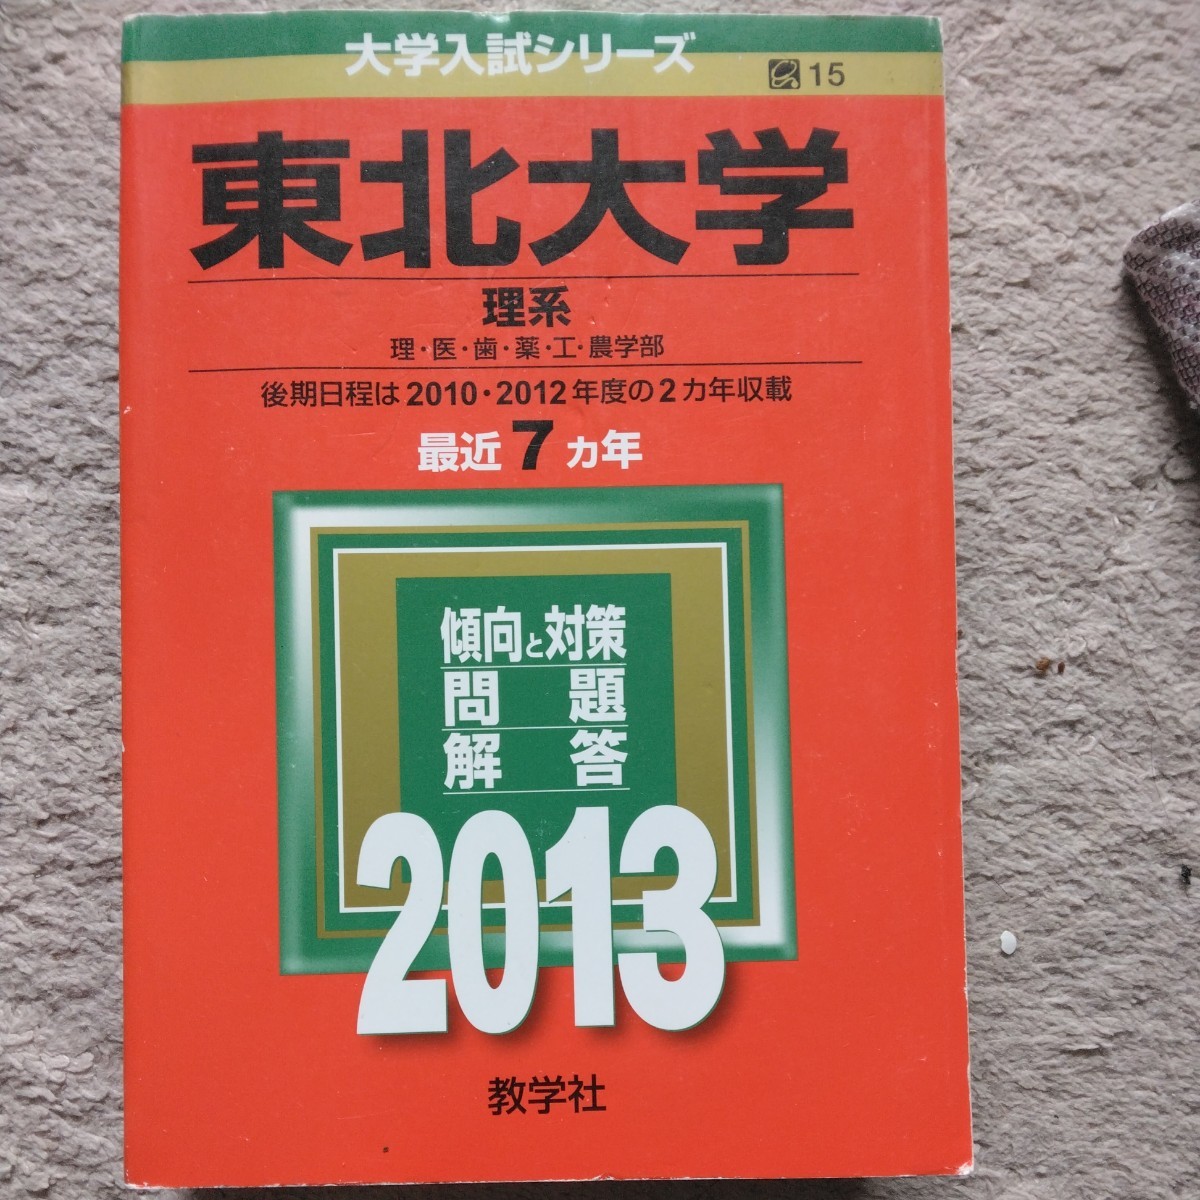 大学入試シリーズ
15
東北大学
理系
理・医・歯・薬・工・農学部
後期日程は2010・2012年度の2カ年収載
最近7カ年
傾向と対策
問題
解答
2013
教学社